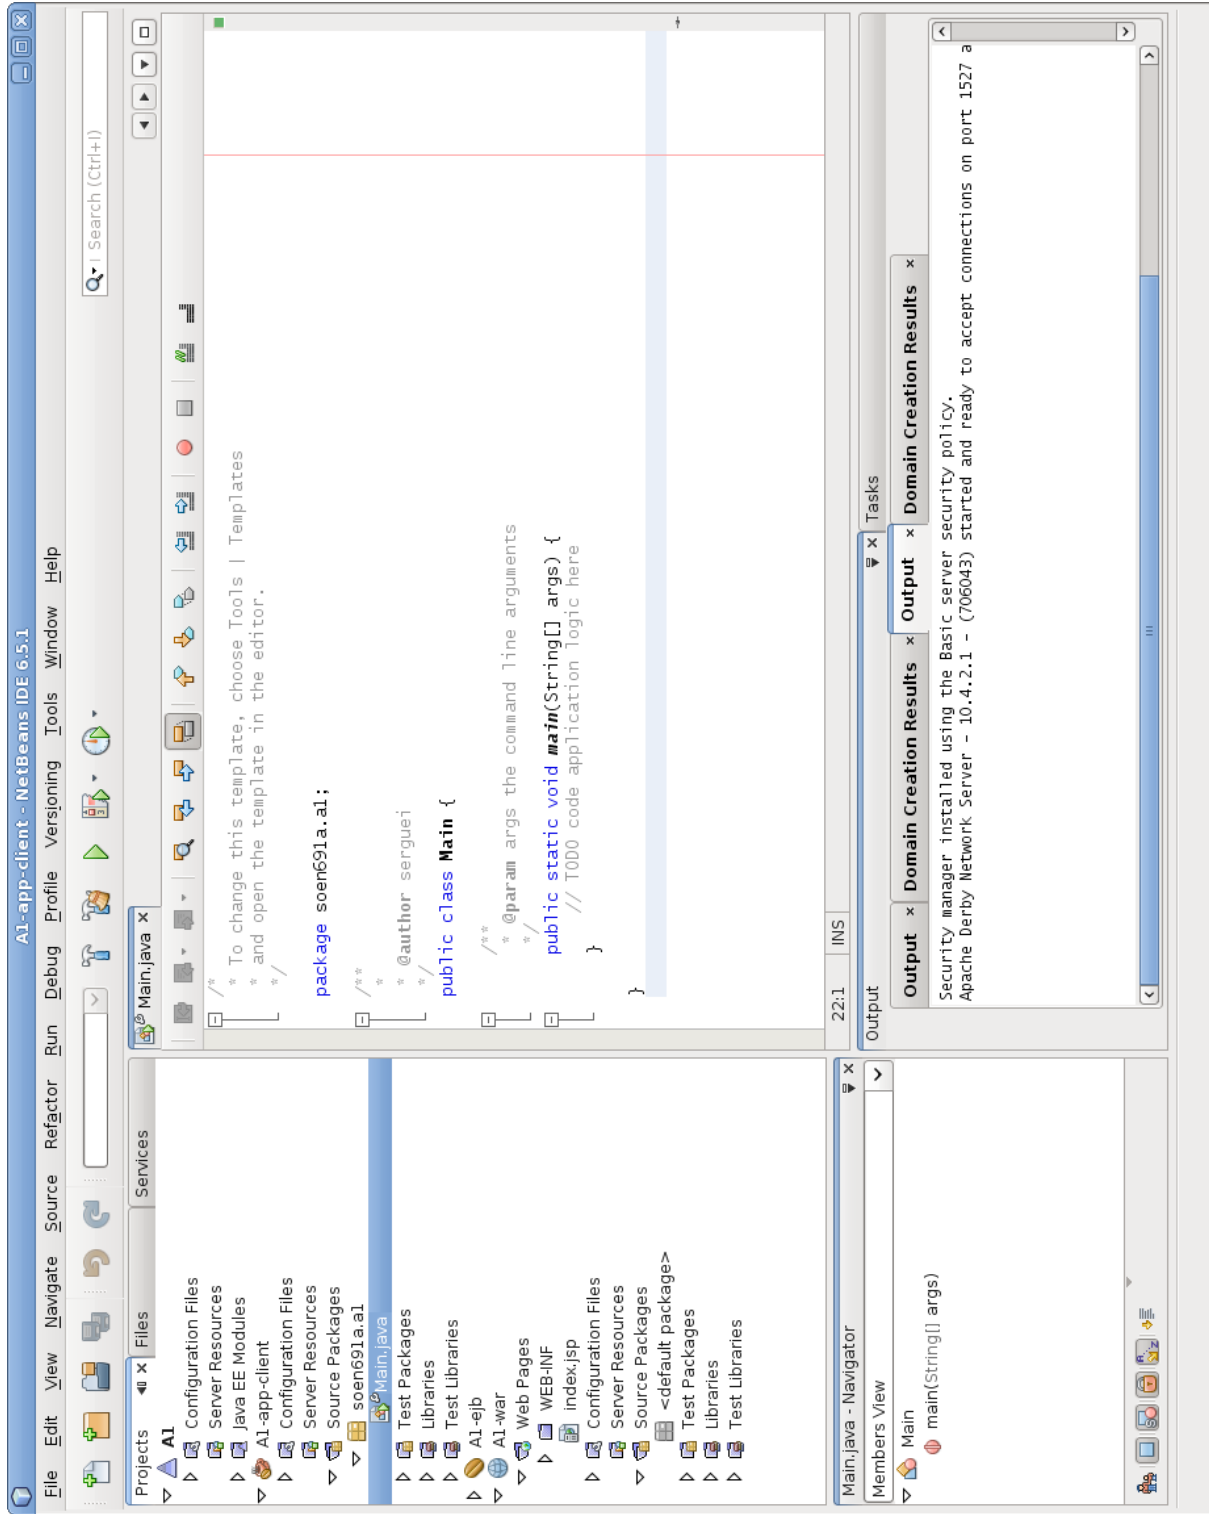 A1-app-client - NetBeans IDE 6.5.1
File Edit View Navigate Source Refactor Run Debug Profile Versioning Tools Window Help
Search (Ctrl+I)
Projects × Files Services
A1
Configuration Files
Server Resources
Java EE Modules
A1-app-client
Configuration Files
Server Resources
Source Packages
soen691a.a1
Main.java
Test Packages
Libraries
Test Libraries
A1-ejb
A1-war
Web Pages
WEB-INF
index.jsp
Configuration Files
Server Resources
Source Packages
<default package>
Test Packages
Libraries
Test Libraries
Main.java - Navigator ×
Members View
Main
main(String[] args)
Main.java ×
/*
 * To change this template, choose Tools | Templates
 * and open the template in the editor.
 */
package soen691a.a1;
/**
 *
 * @author serguei
 */
public class Main {
/**
 * @param args the command line arguments
 */
public static void main(String[] args) {
// TODO code application logic here
}
}
22:1 INS
Output × Tasks
Output × Domain Creation Results × Output × Domain Creation Results ×
Security manager installed using the Basic server security policy.
Apache Derby Network Server - 10.4.2.1 - (706043) started and ready to accept connections on port 1527 a